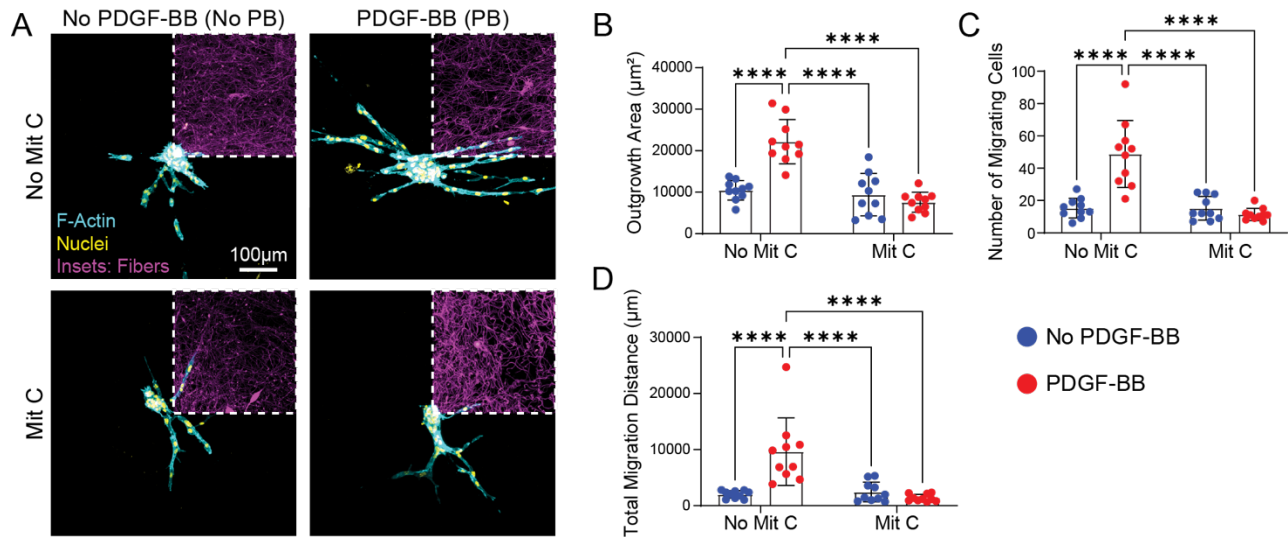 A
No PDGF-BB (No PB)
PDGF-BB (PB)
No Mit C
F-Actin
Nuclei
Insets: Fibers
100µm
Mit C
B
Outgrowth Area (µm²)
40000
30000
20000
10000
0
****
****
****
No Mit C
Mit C
C
Number of Migrating Cells
100
80
60
40
20
0
****
****
****
No Mit C
Mit C
D
Total Migration Distance (µm)
30000
20000
10000
0
****
****
****
No Mit C
Mit C
No PDGF-BB
PDGF-BB